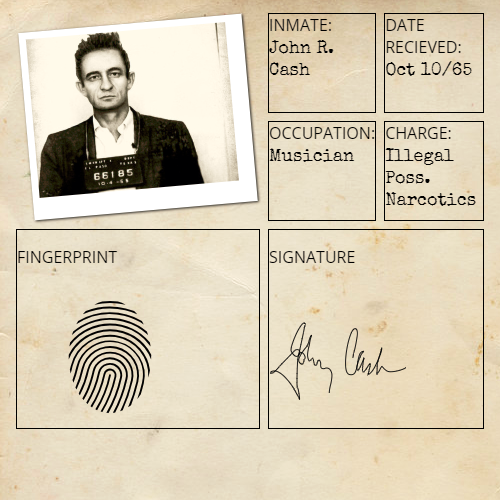 INMATE:
John R.
Cash
DATE
RECIEVED:
Oct 10/65
OCCUPATION:
Musician
CHARGE:
Illegal
Poss.
Narcotics
66185
10·4·65
FINGERPRINT
SIGNATURE
John Cash